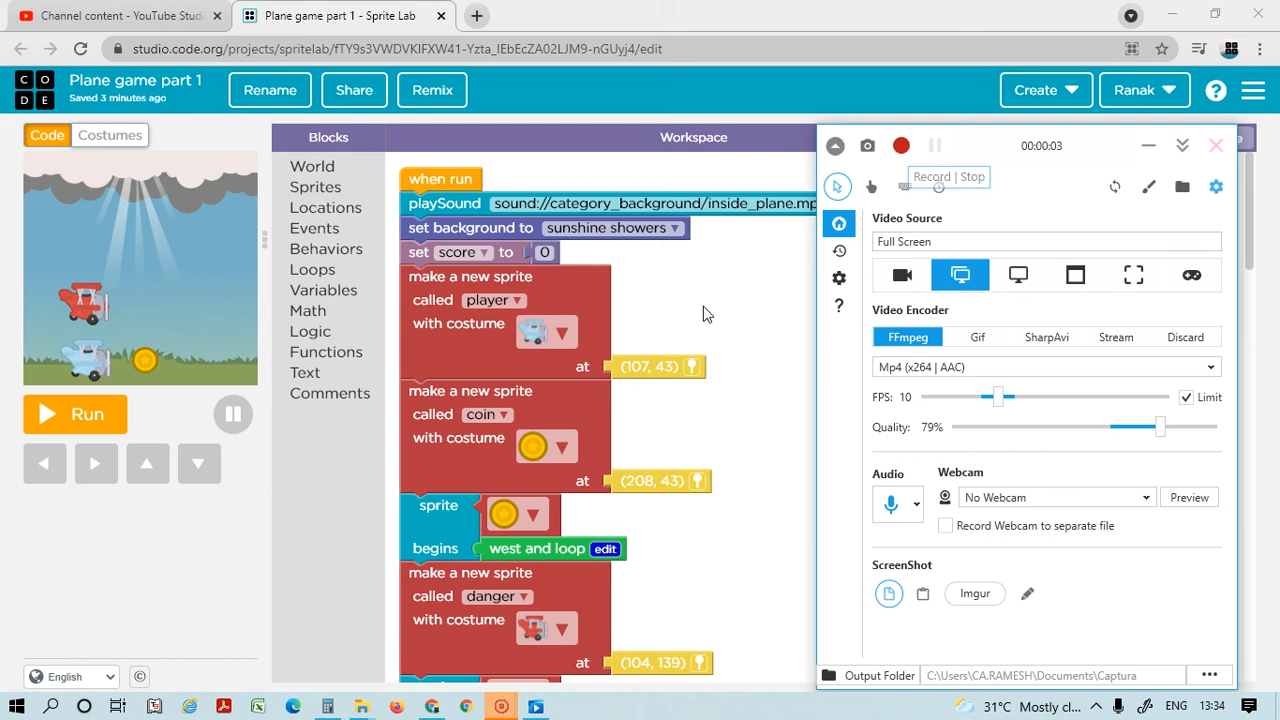 Channel content - YouTube Studi
Plane game part 1 - Sprite Lab
studio.code.org/projects/spritelab/fTY9s3VWDVKIFXW41-Yzta_lEbEcZA02LJM9-nGUyj4/edit
C O D E
Plane game part 1
Saved 3 minutes ago
Rename
Share
Remix
Create
Ranak
?
Code
Costumes
Blocks
Workspace
World
Sprites
Locations
Events
Behaviors
Loops
Variables
Math
Logic
Functions
Text
Comments
when run
playSound sound://category_background/inside_plane.mp
set background to sunshine showers
set score to 0
make a new sprite
called player
with costume
at (107, 43)
make a new sprite
called coin
with costume
at (208, 43)
sprite
begins west and loop edit
make a new sprite
called danger
with costume
at (104, 139)
Run
English
©
00:00:03
Record | Stop
Video Source
Full Screen
Video Encoder
FFmpeg Gif SharpAvi Stream Discard
Mp4 (x264 | AAC)
FPS: 10 Limit
Quality: 79%
Audio
Webcam
No Webcam
Preview
Record Webcam to separate file
ScreenShot
Imgur
Output Folder C:\Users\CA.RAMESH\Documents\Captura
31°C Mostly cl... ENG 13:34